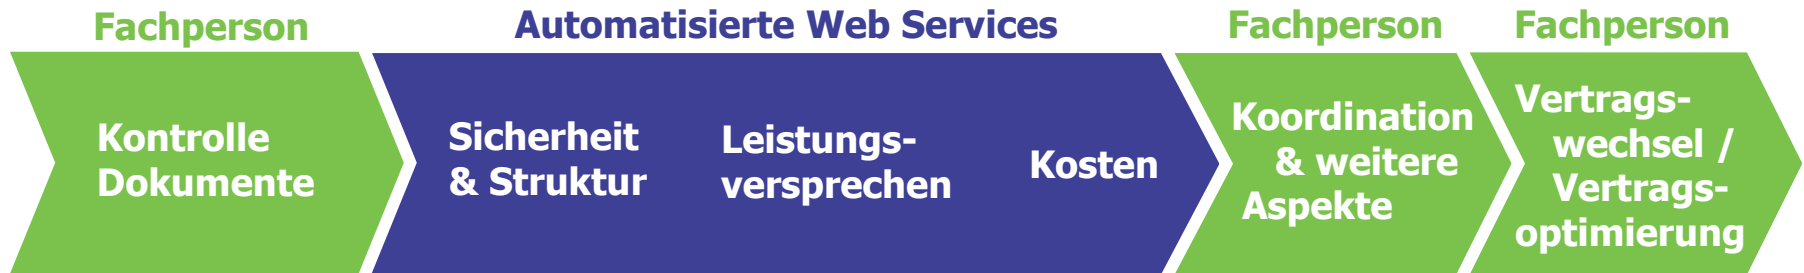 Fachperson
Automatisierte Web Services
Fachperson
Fachperson
Kontrolle
Dokumente
Sicherheit
& Struktur
Leistungs-
versprechen
Kosten
Koordination
& weitere
Aspekte
Vertrags-
wechsel /
Vertrags-
optimierung